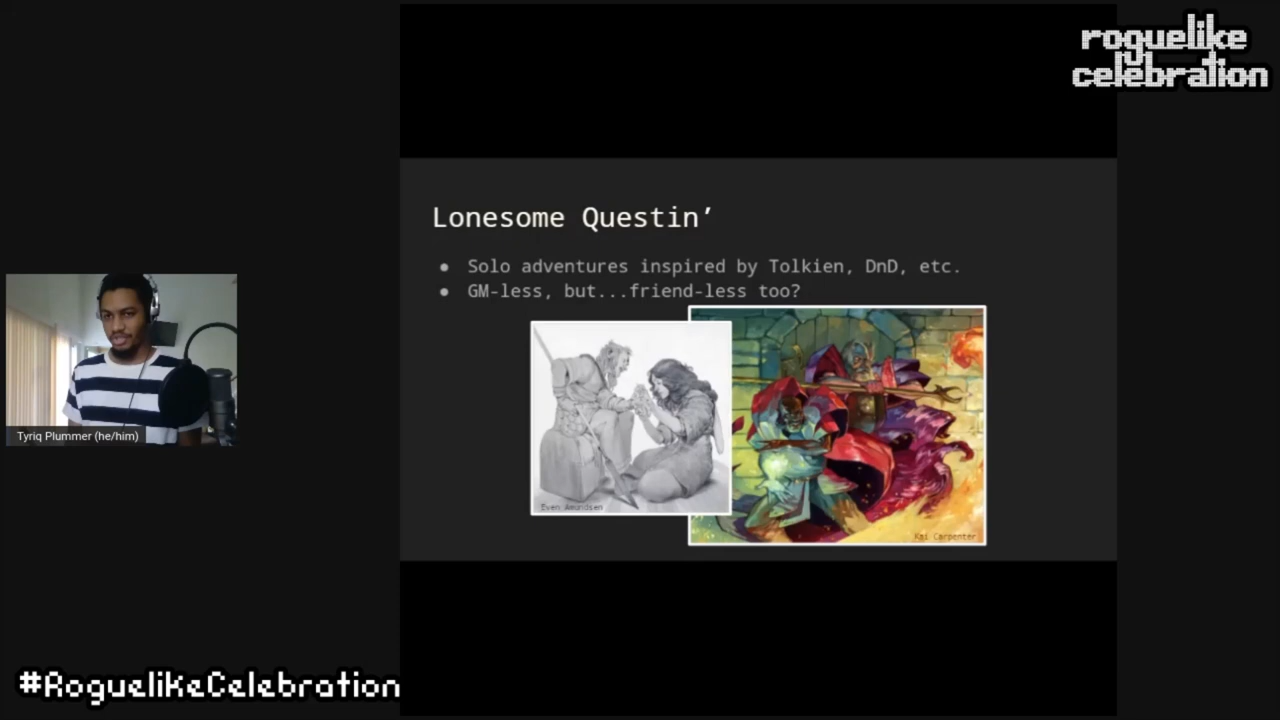 roguelike
celebration
Lonesome Questin’
● Solo adventures inspired by Tolkien, DnD, etc.
● GM-less, but...friend-less too?
Tyriq Plummer (he/him)
Even Amundsen
Kai Carpenter
#RoguelikeCelebration